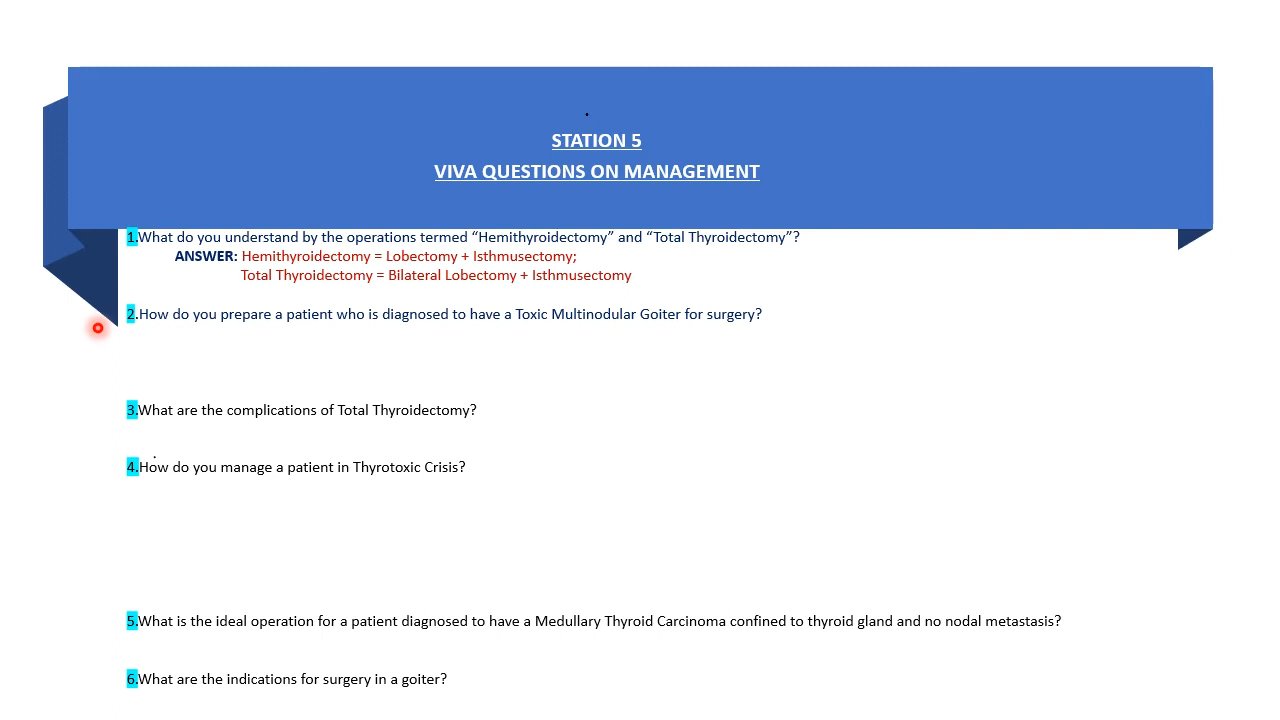 STATION 5
VIVA QUESTIONS ON MANAGEMENT
1.What do you understand by the operations termed “Hemithyroidectomy” and “Total Thyroidectomy”?
ANSWER: Hemithyroidectomy = Lobectomy + Isthmusectomy;
Total Thyroidectomy = Bilateral Lobectomy + Isthmusectomy
2.How do you prepare a patient who is diagnosed to have a Toxic Multinodular Goiter for surgery?
3.What are the complications of Total Thyroidectomy?
4.How do you manage a patient in Thyrotoxic Crisis?
5.What is the ideal operation for a patient diagnosed to have a Medullary Thyroid Carcinoma confined to thyroid gland and no nodal metastasis?
6.What are the indications for surgery in a goiter?